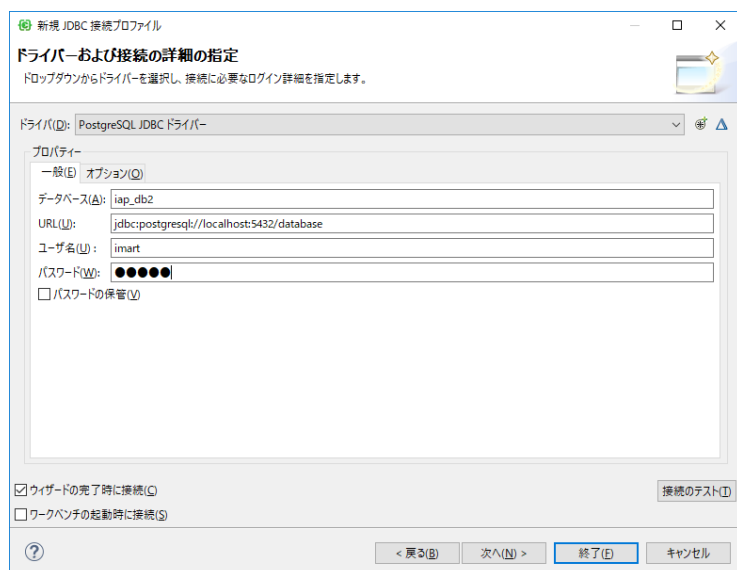 新規 JDBC 接続プロファイル
ドライバーおよび接続の詳細の指定
ドロップダウンからドライバーを選択し、接続に必要なログイン詳細を指定します。
ドライバ(D): PostgreSQL JDBC ドライバー
プロパティー
一般(E) オプション(O)
データベース(A): iap_db2
URL(U): jdbc:postgresql://localhost:5432/database
ユーザ名(U) : imart
パスワード(W): ●●●●●
パスワードの保管(V)
ウィザードの完了時に接続(C)
接続のテスト(T)
ワークベンチの起動時に接続(S)
< 戻る(B) 次へ(N) > 終了(F) キャンセル